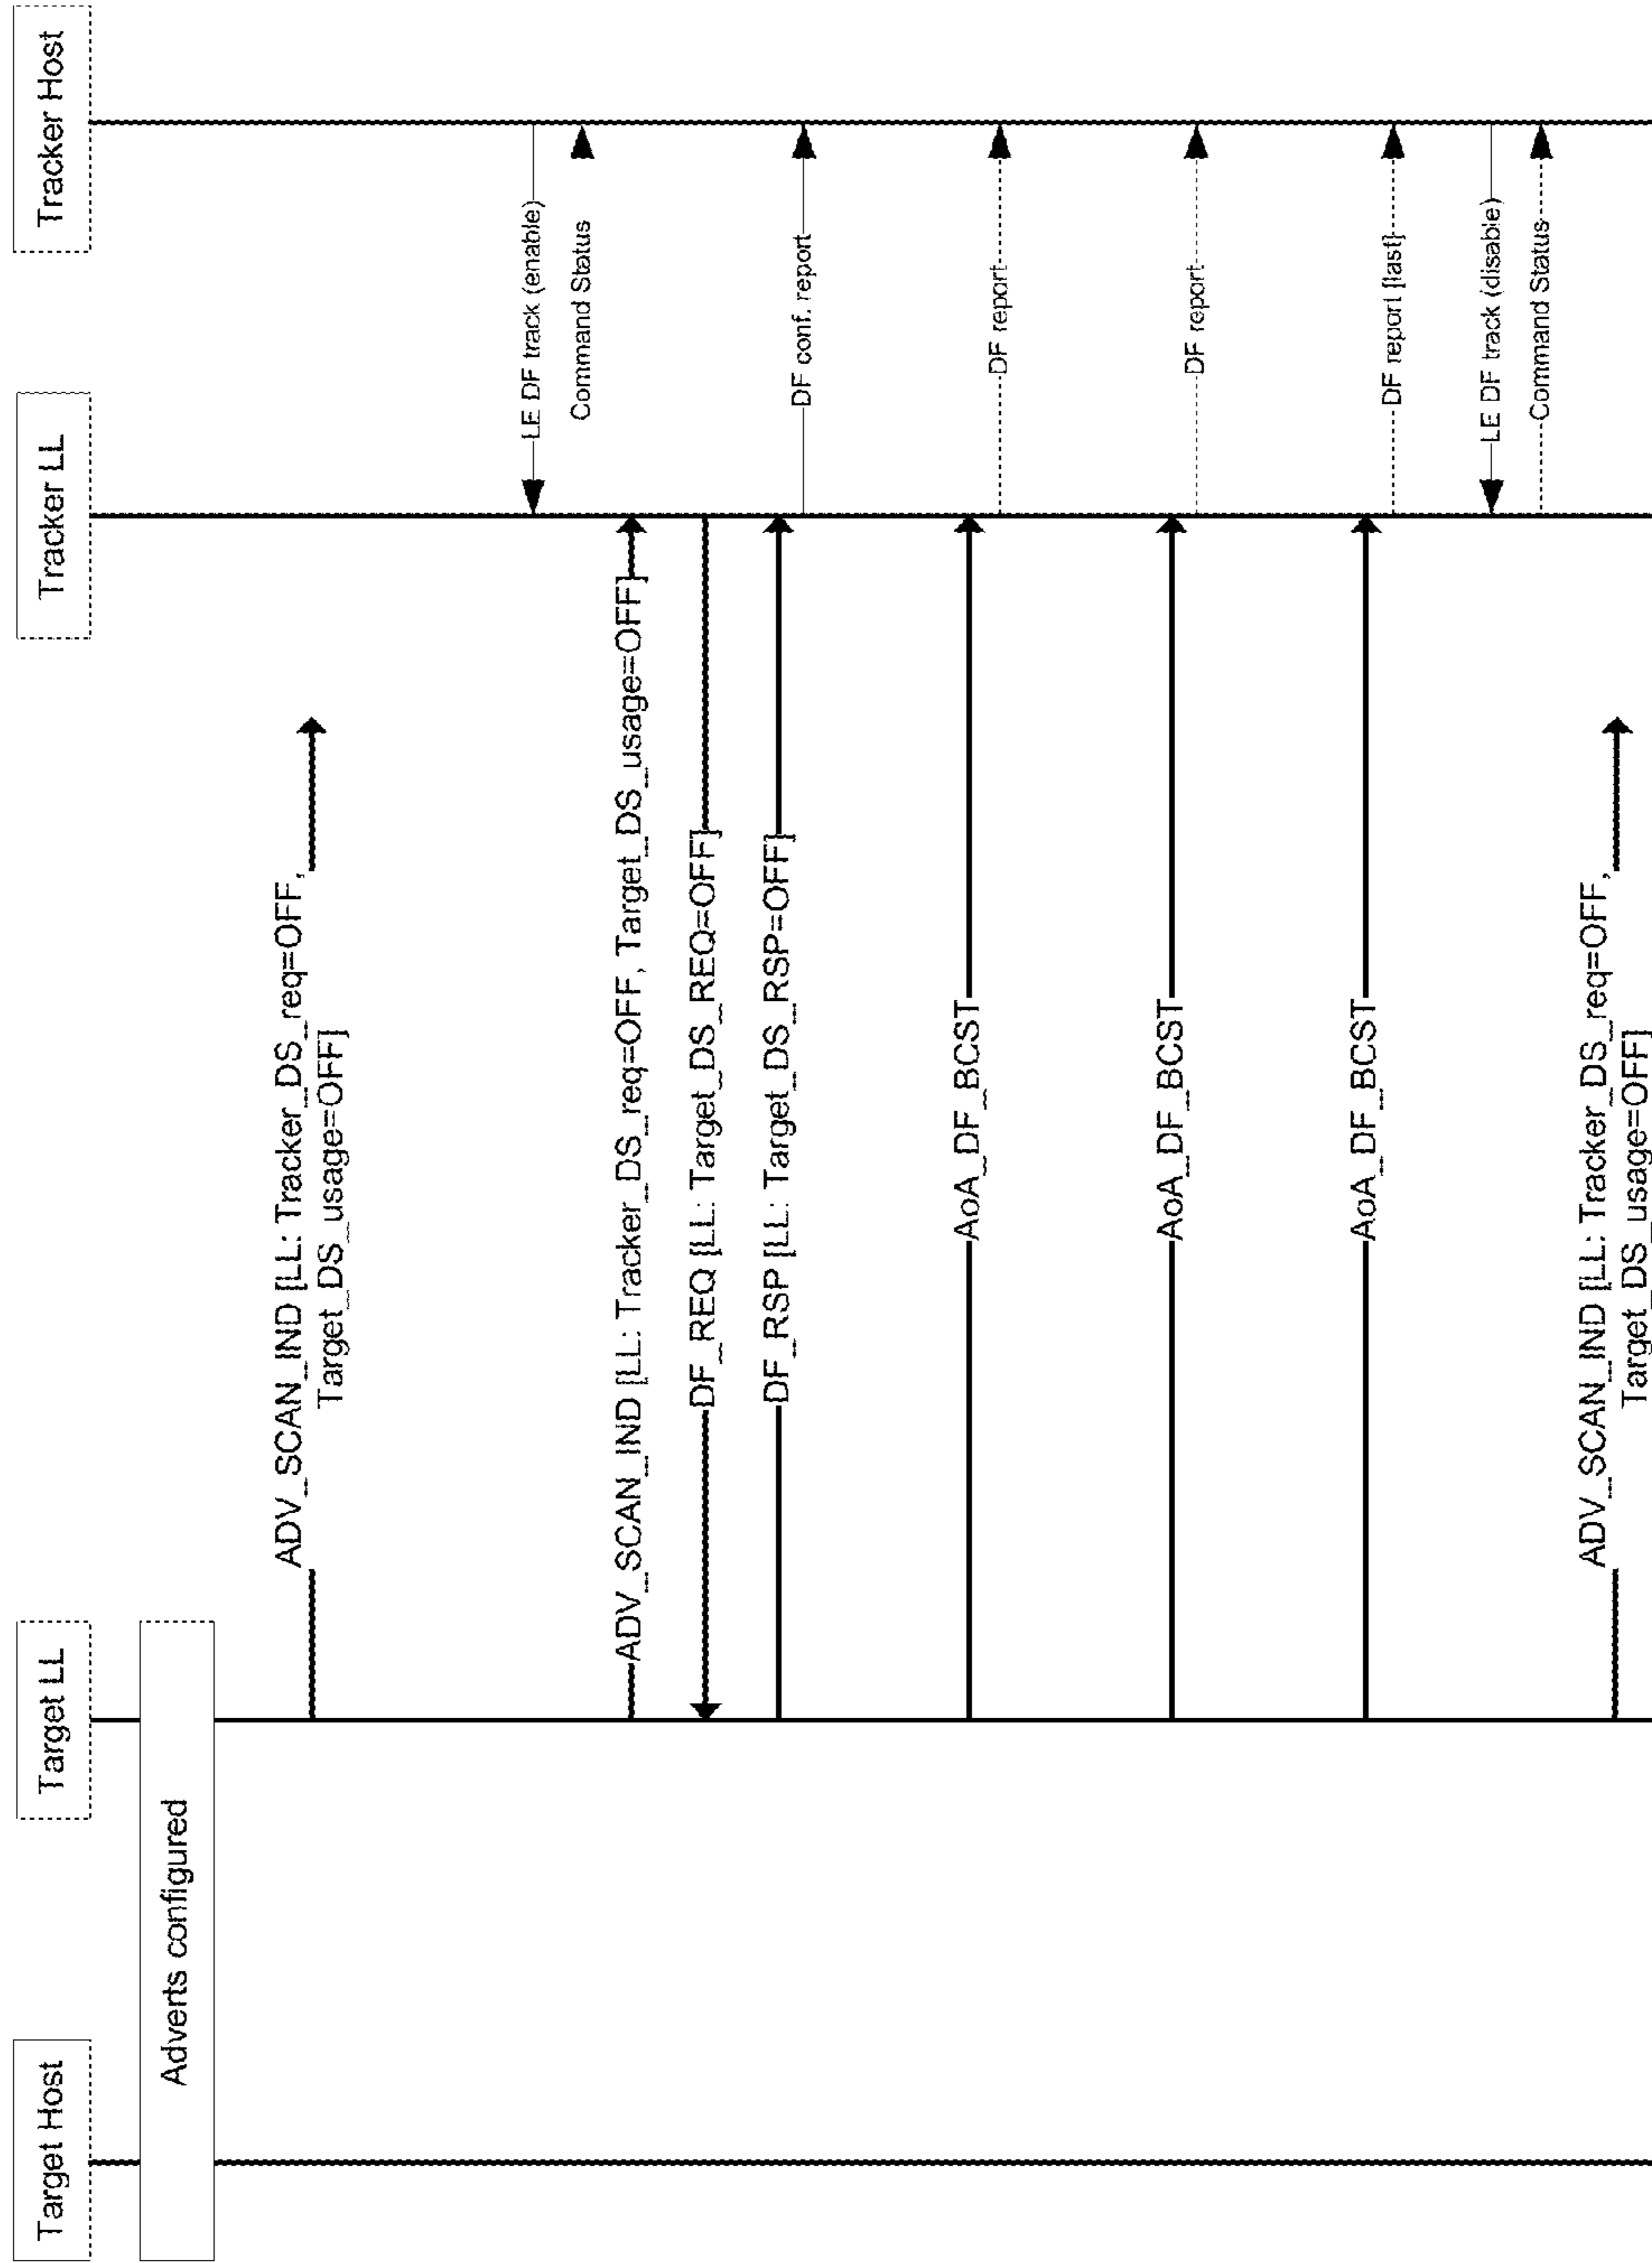 Target Host
Target LL
Tracker LL
Tracker Host
Adverts configured
ADV_SCAN_IND [LL: Tracker_DS_req=OFF,
Target_DS_usage=OFF]
LE DF track (enable)
Command Status
ADV_SCAN_IND [LL: Tracker_DS_req=OFF, Target_DS_usage=OFF]
DF_REQ [LL: Target_DS_REQ=OFF]
DF_RSP [LL: Target_DS_RSP=OFF]
DF conf. report
AoA_DF_BCST
DF report
AoA_DF_BCST
DF report
AoA_DF_BCST
DF report [last]
LE DF track (disable)
Command Status
ADV_SCAN_IND [LL: Tracker_DS_req=OFF,
Target_DS_usage=OFF]